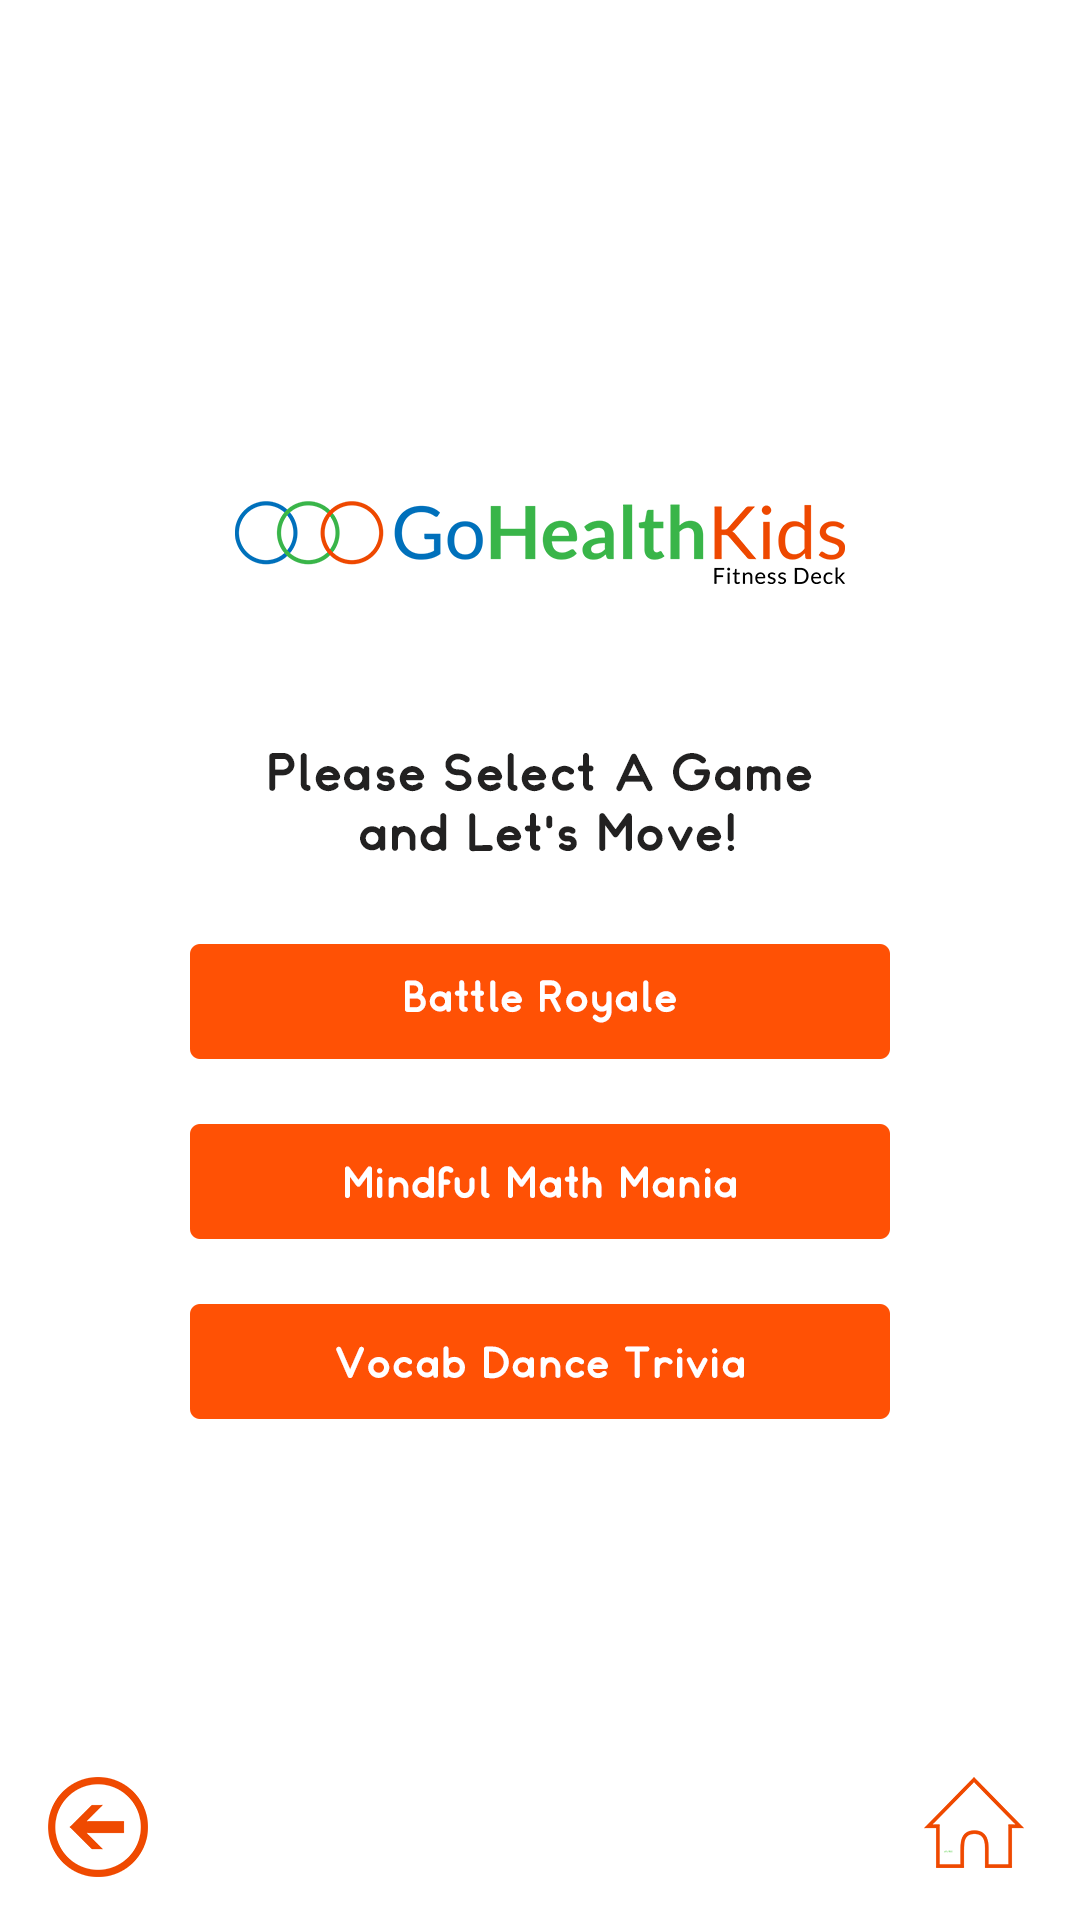 GoHealthKids
Fitness Deck
Please Select A Game
and Let's Move!
Battle Royale
Mindful Math Mania
Vocab Dance Trivia